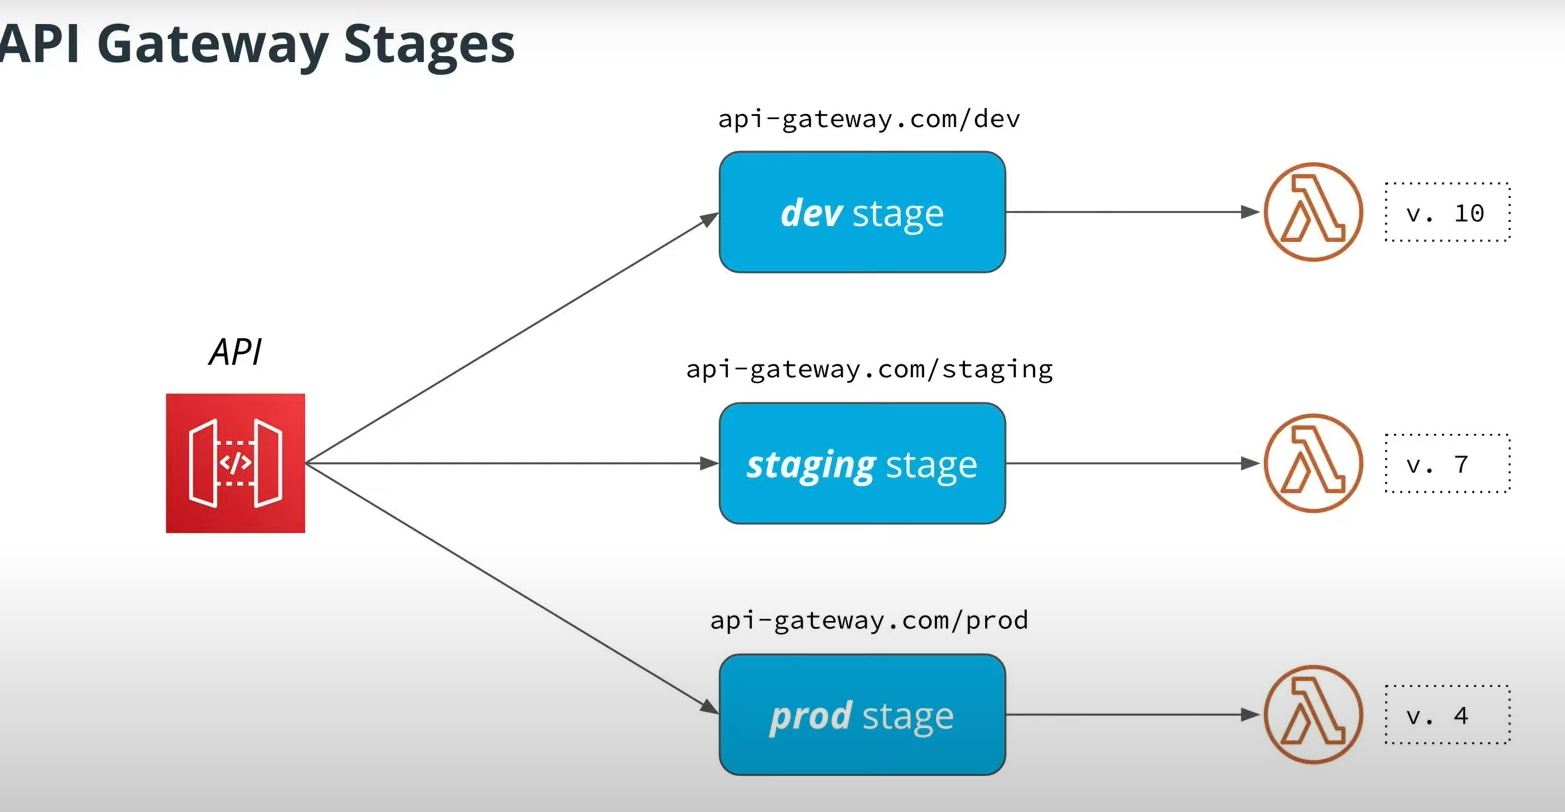 API Gateway Stages
api-gateway.com/dev
dev stage
v. 10
API
</>
api-gateway.com/staging
staging stage
v. 7
api-gateway.com/prod
prod stage
v. 4